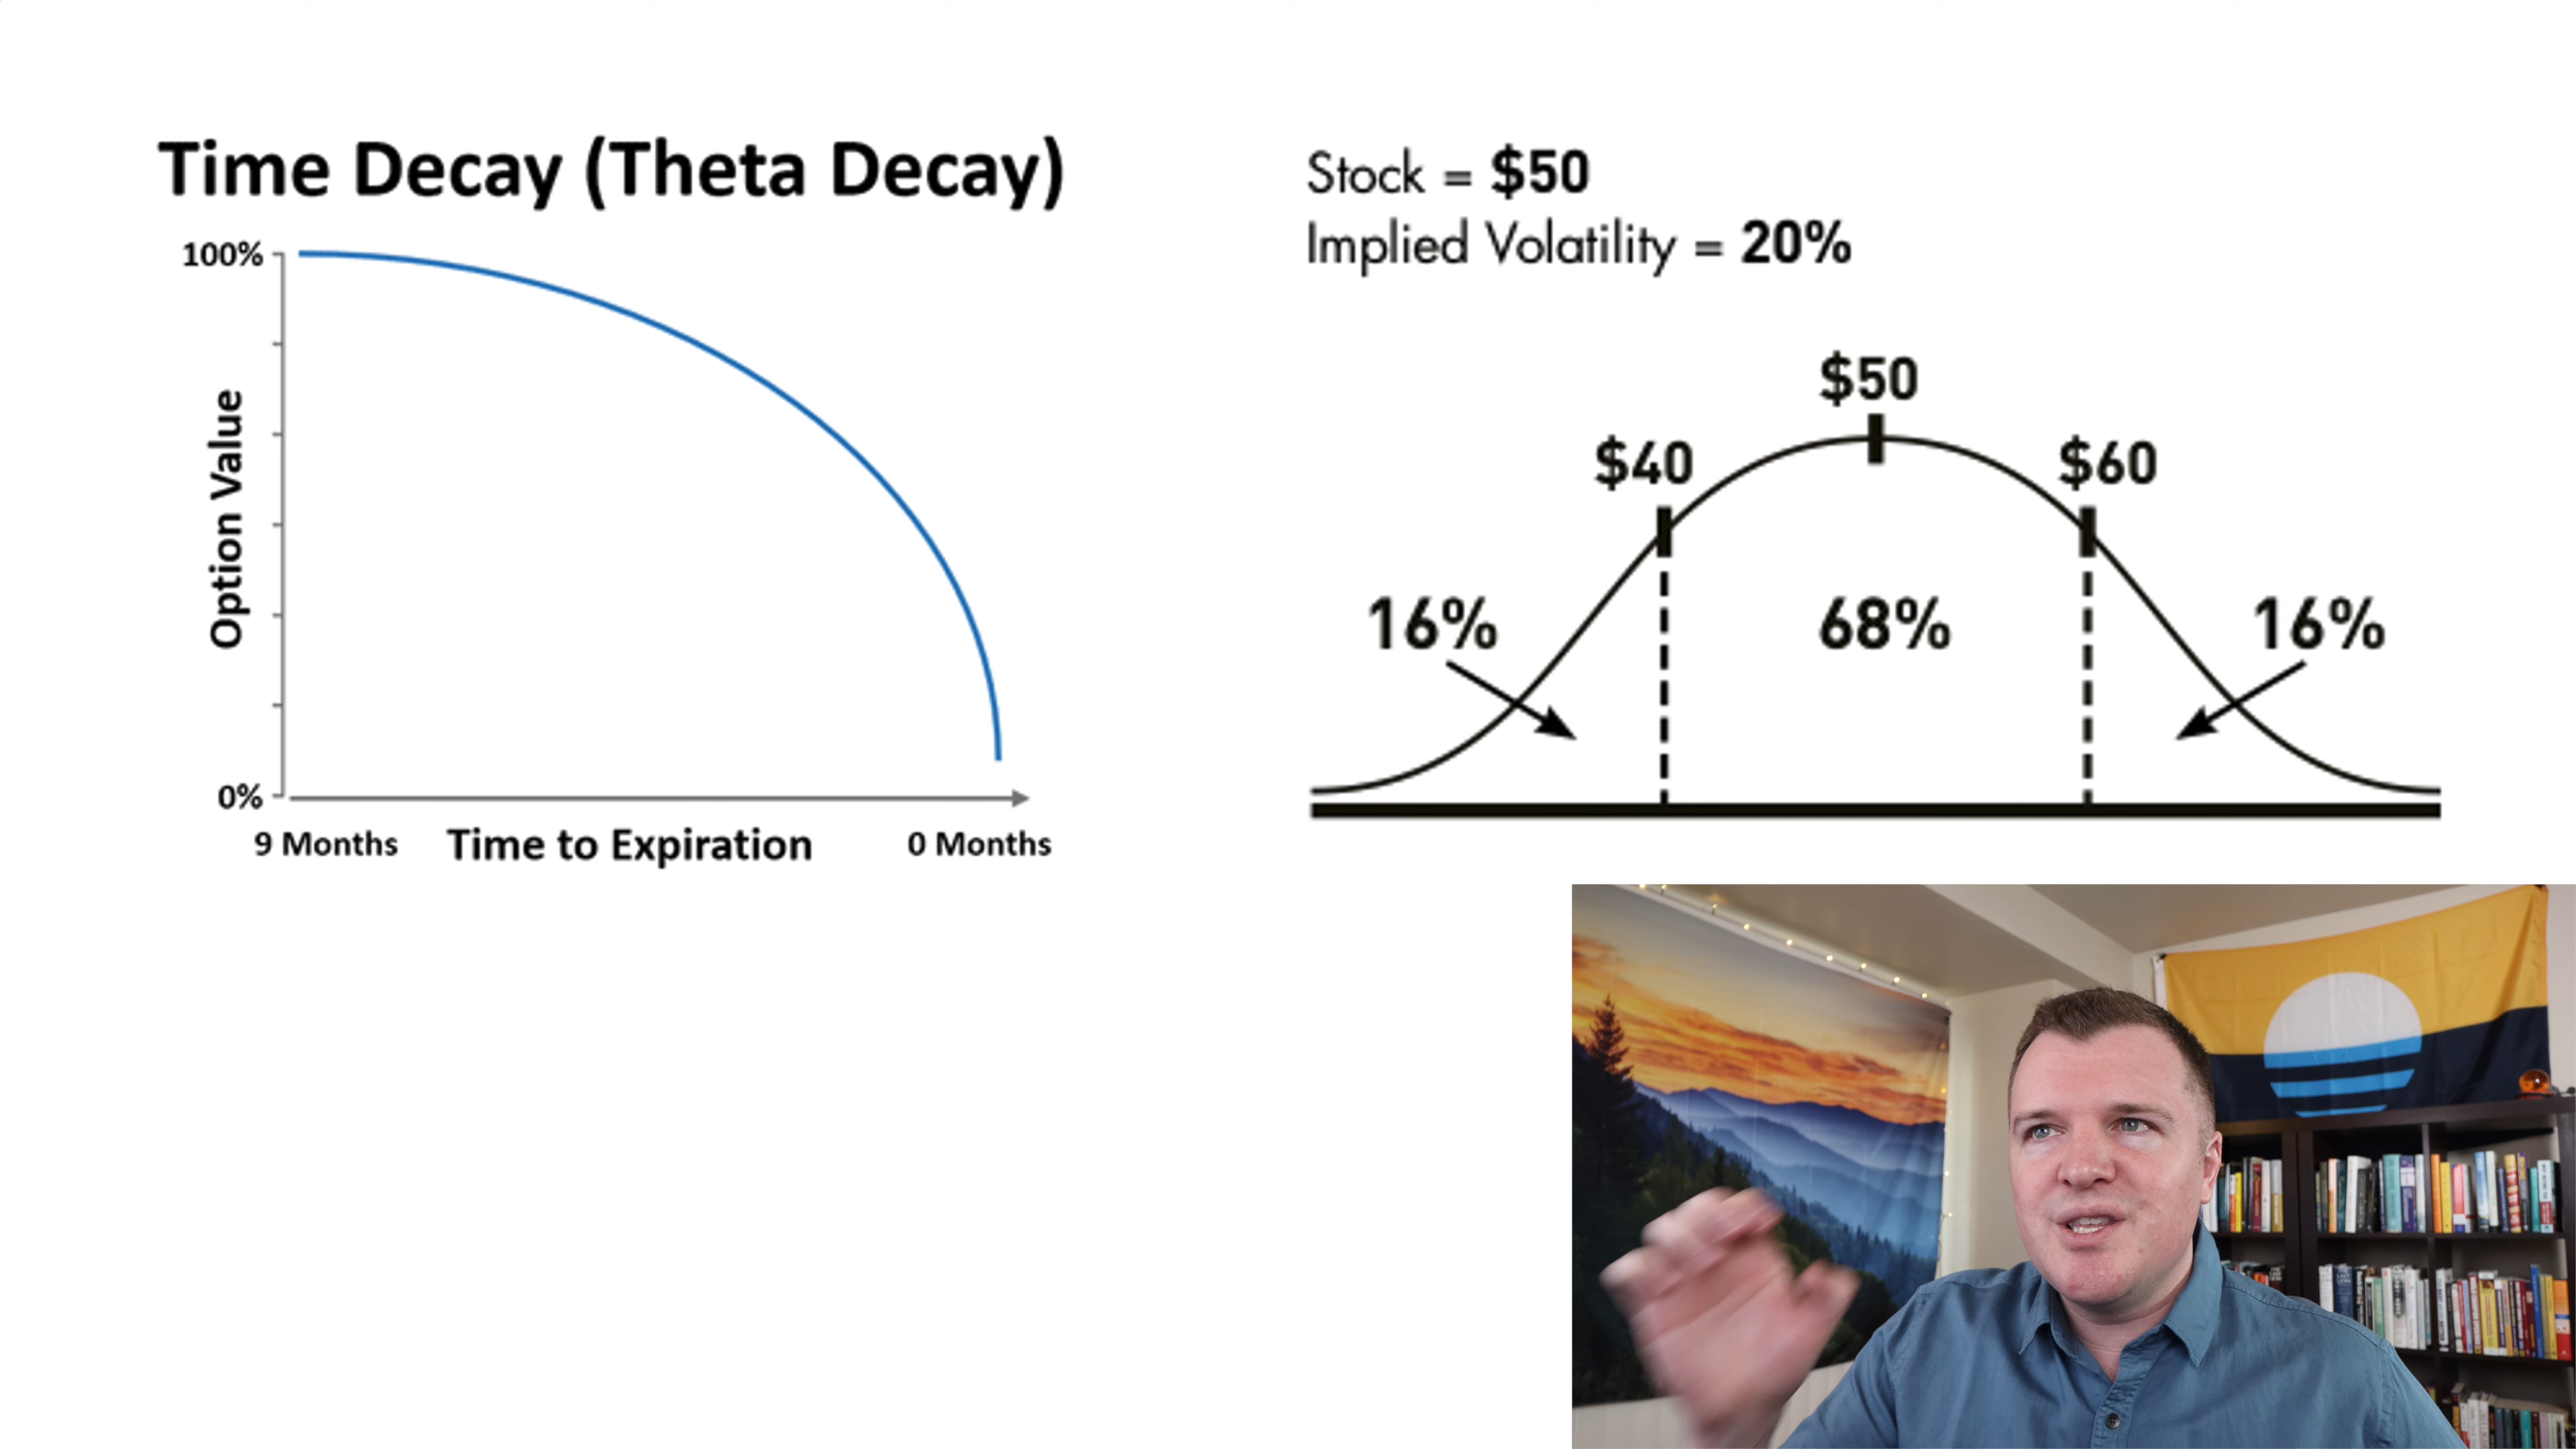 Time Decay (Theta Decay)
100%
Option Value
0%
9 Months
Time to Expiration
0 Months
Stock = $50
Implied Volatility = 20%
$50
$40
$60
16%
68%
16%